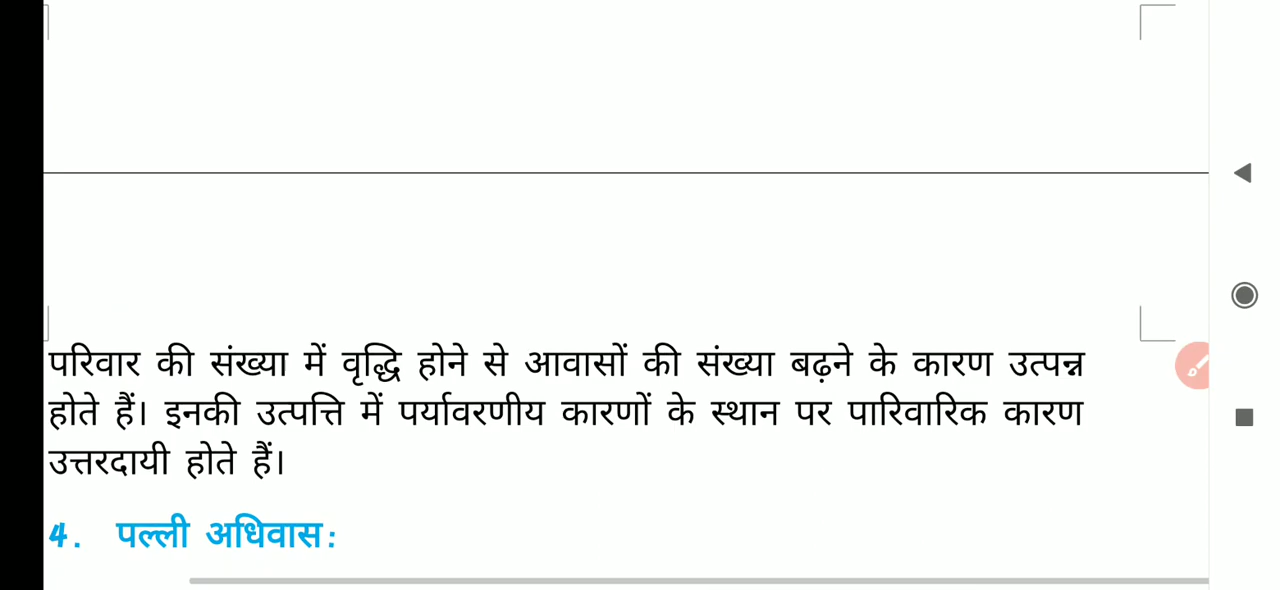 परिवार की संख्या में वृद्धि होने से आवासों की संख्या बढ़ने के कारण उत्पन्न
होते हैं। इनकी उत्पत्ति में पर्यावरणीय कारणों के स्थान पर पारिवारिक कारण
उत्तरदायी होते हैं।
4. पल्ली अधिवास: